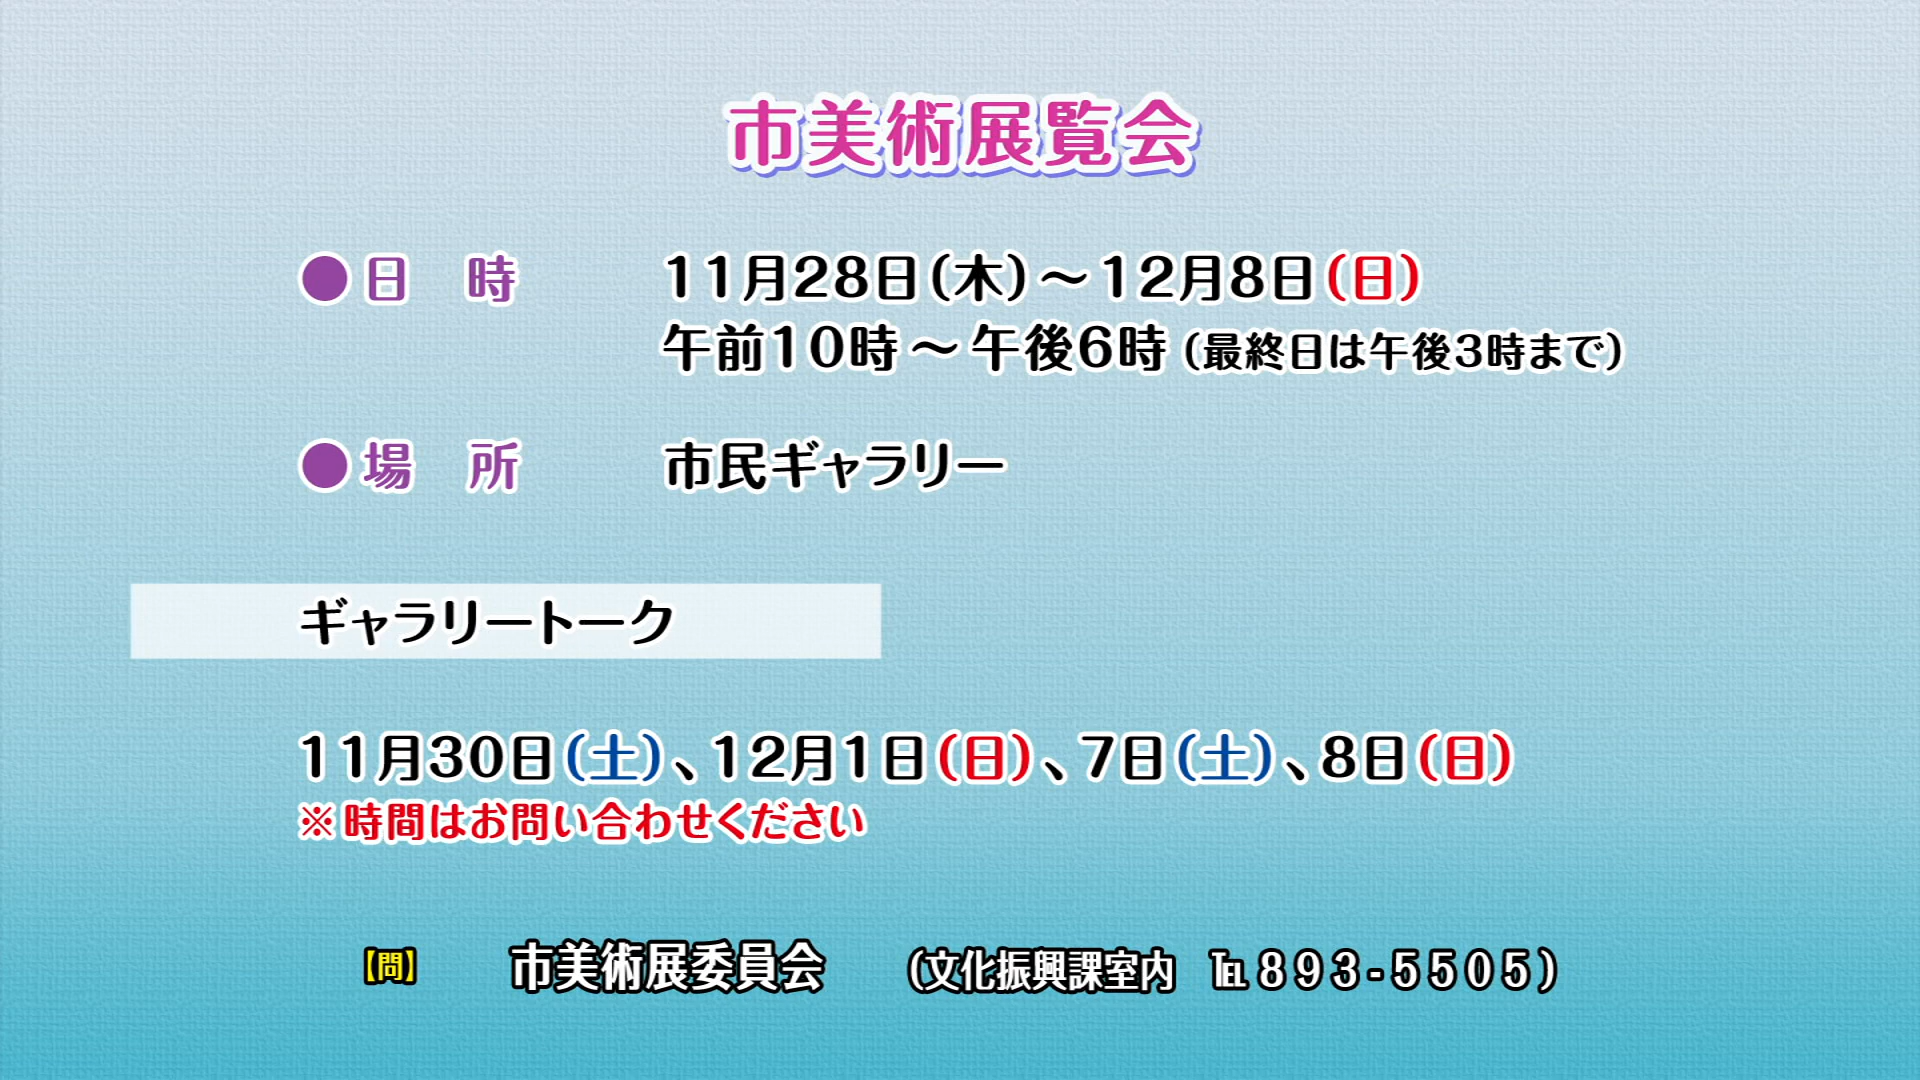 市美術展覧会
●日　時　11月28日(木)～12月8日(日)
午前10時～午後6時(最終日は午後3時まで)
●場　所　市民ギャラリー
ギャラリートーク
11月30日(土)、12月1日(日)、7日(土)、8日(日)
※時間はお問い合わせください
【問】　市美術展委員会　(文化振興課室内　℡893-5505)